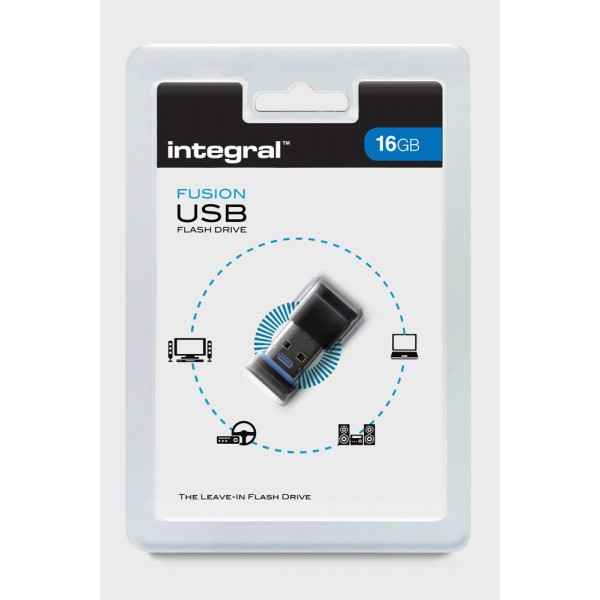 integral™
16GB
FUSION
USB
FLASH DRIVE
THE LEAVE-IN FLASH DRIVE